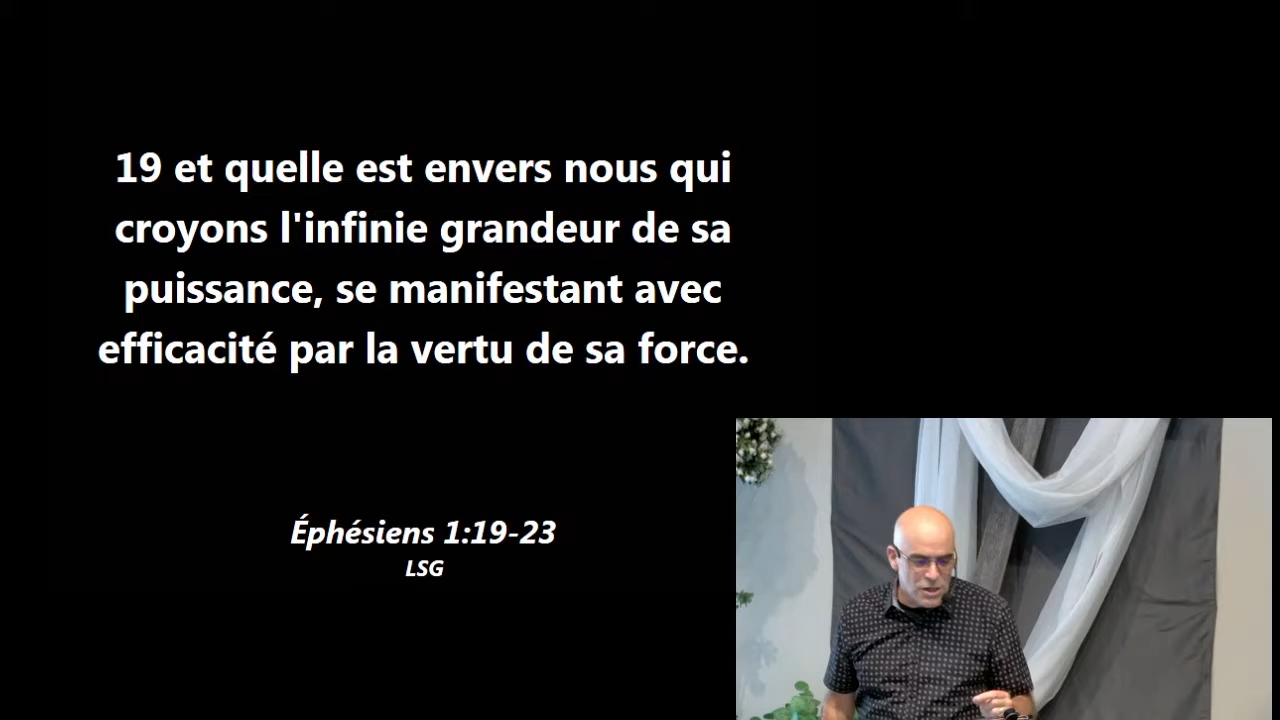 19 et quelle est envers nous qui
croyons l'infinie grandeur de sa
puissance, se manifestant avec
efficacité par la vertu de sa force.
Éphésiens 1:19-23
LSG